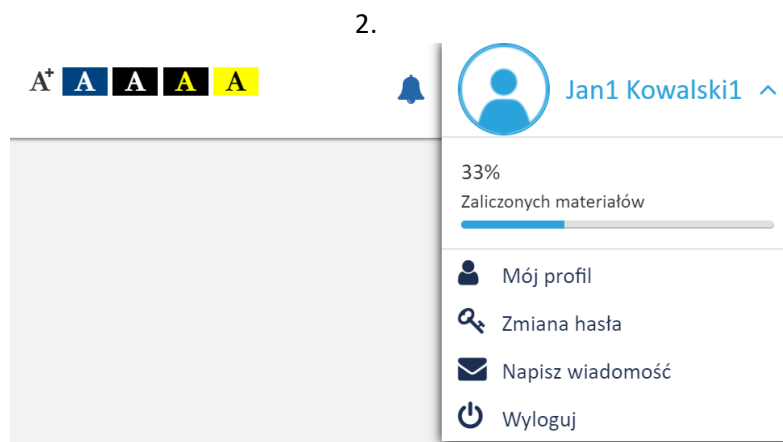 2.
A+ A A A A
Jan1 Kowalski1
33%
Zaliczonych materiałów
Mój profil
Zmiana hasła
Napisz wiadomość
Wyloguj